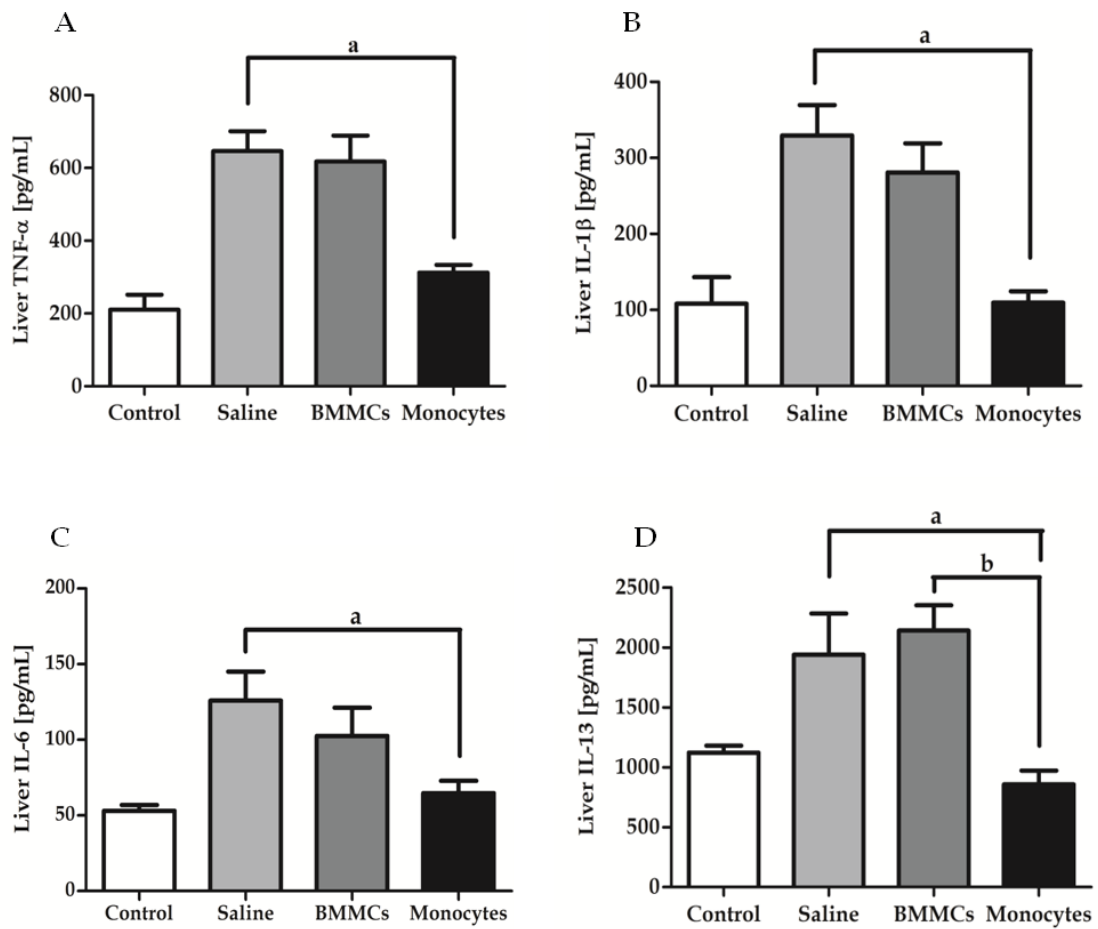 A
a
Liver TNF-α [pg/mL]
800
600
400
200
0
Control Saline BMMCs Monocytes
B
a
Liver IL-1β [pg/mL]
400
300
200
100
0
Control Saline BMMCs Monocytes
C
a
Liver IL-6 [pg/mL]
200
150
100
50
0
Control Saline BMMCs Monocytes
D
a
b
Liver IL-13 [pg/mL]
2500
2000
1500
1000
500
0
Control Saline BMMCs Monocytes